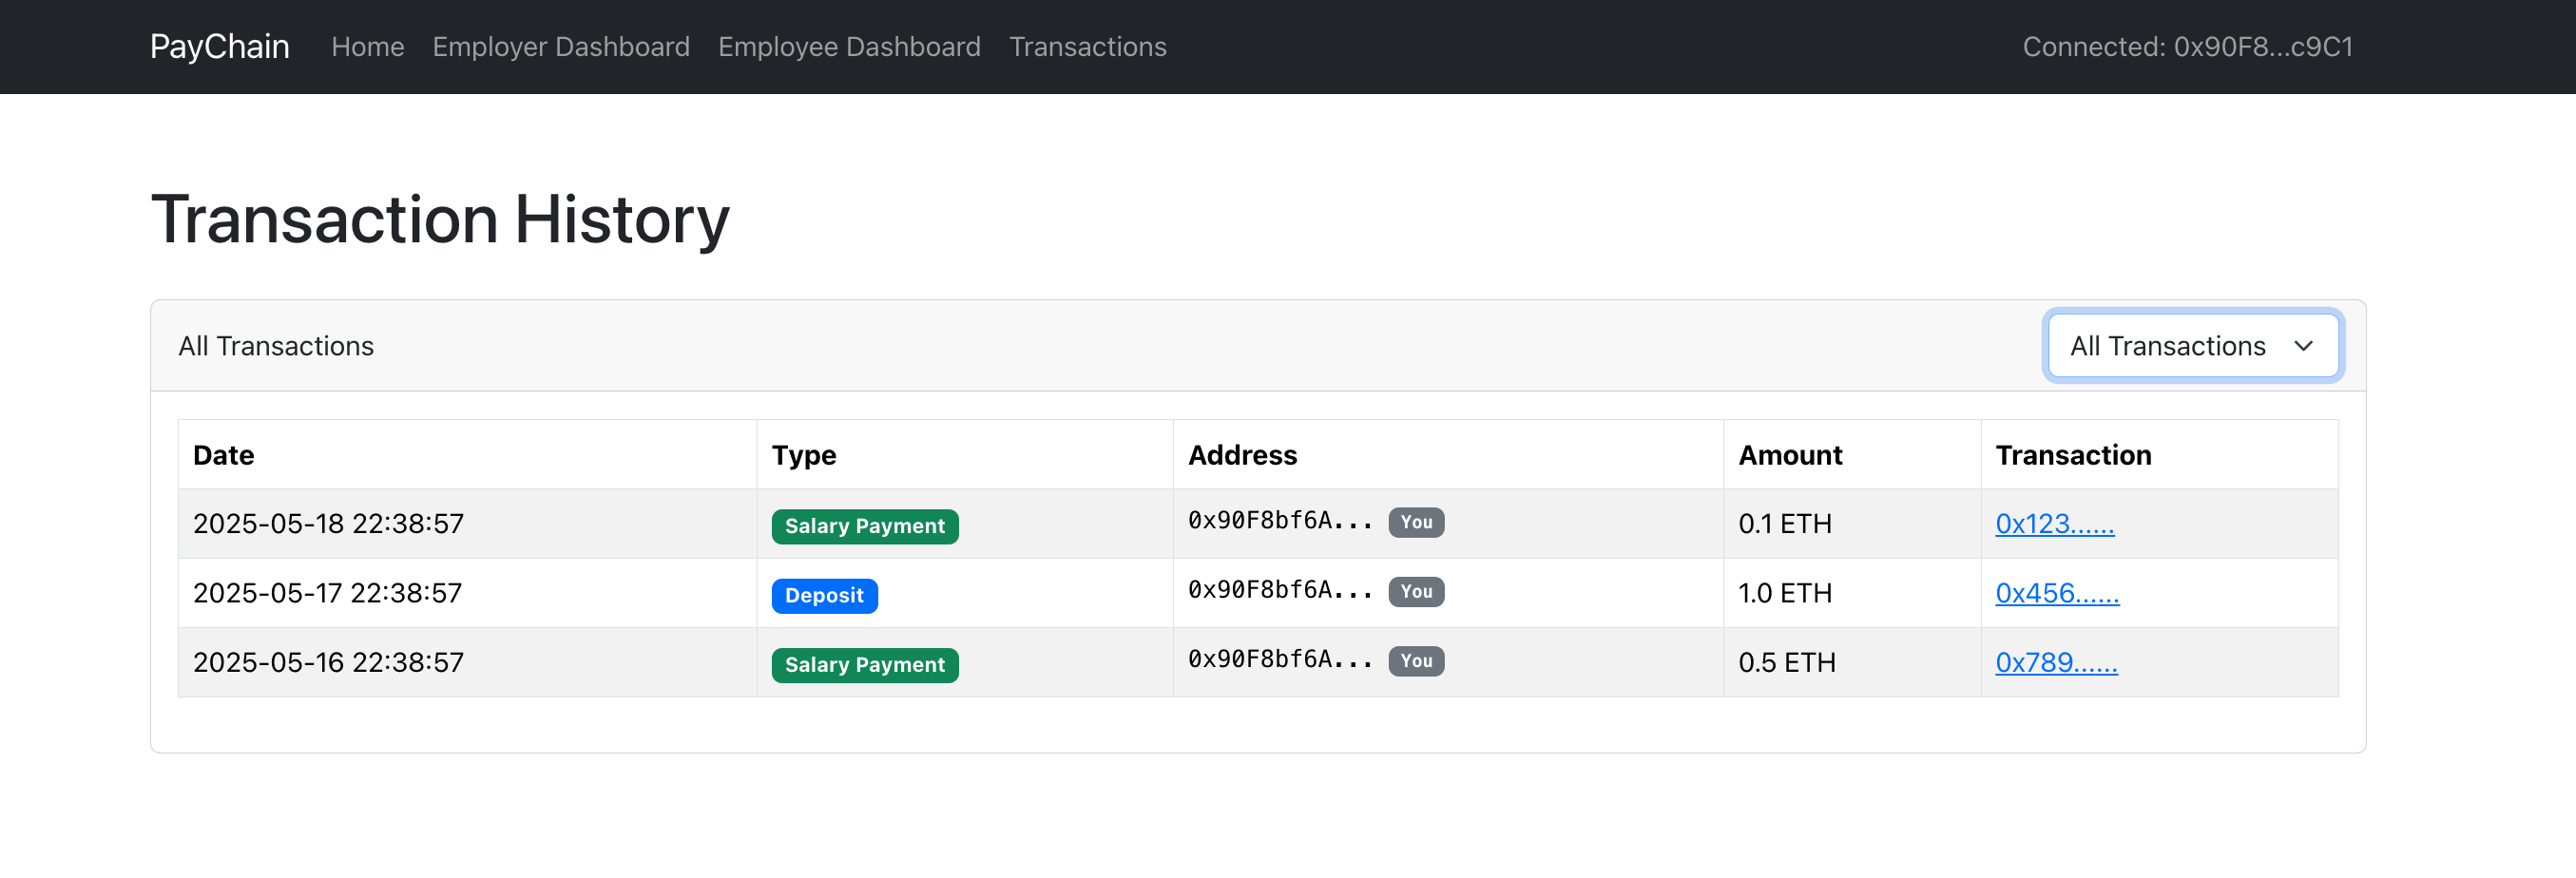 PayChain Home Employer Dashboard Employee Dashboard Transactions Connected: 0x90F8...c9C1
Transaction History
All Transactions All Transactions
Date Type Address Amount Transaction
2025-05-18 22:38:57 Salary Payment 0x90F8bf6A... You 0.1 ETH 0x123......
2025-05-17 22:38:57 Deposit 0x90F8bf6A... You 1.0 ETH 0x456......
2025-05-16 22:38:57 Salary Payment 0x90F8bf6A... You 0.5 ETH 0x789......